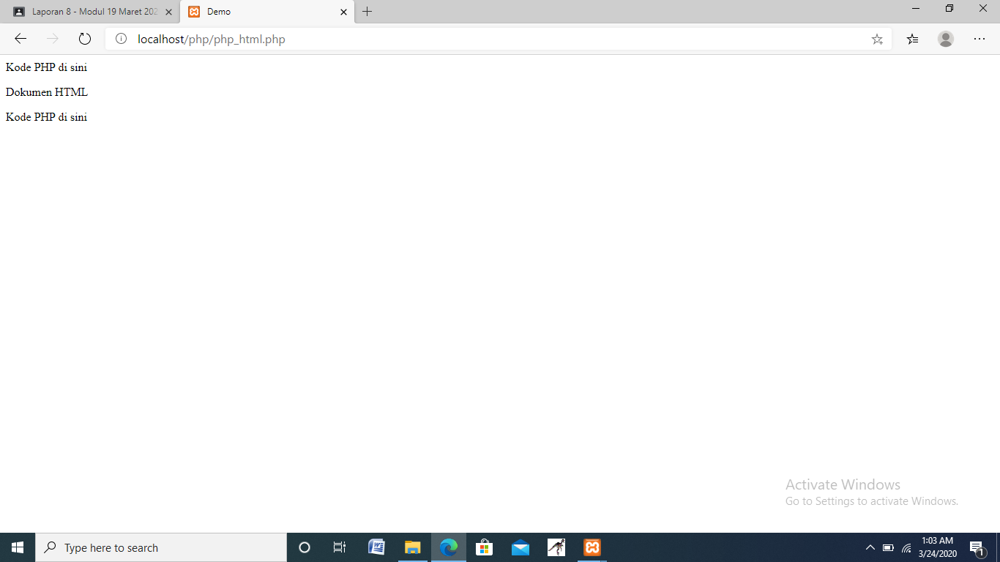 Laporan 8 - Modul 19 Maret 202
Demo
localhost/php/php_html.php
Kode PHP di sini
Dokumen HTML
Kode PHP di sini
Activate Windows
Go to Settings to activate Windows.
Type here to search
1:03 AM
3/24/2020
1